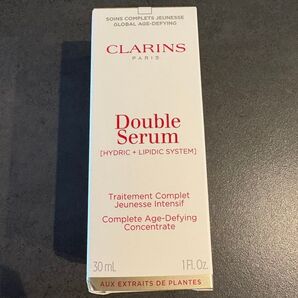 SOINS COMPLETS JEUNESSE
GLOBAL AGE-DEFYING
CLARINS
PARIS
Double
Serum
[HYDRIC + LIPIDIC SYSTEM]
Traitement Complet
Jeunesse Intensif
Complete Age-Defying
Concentrate
30 mL 1 Fl. Oz.
AUX EXTRAITS DE PLANTES